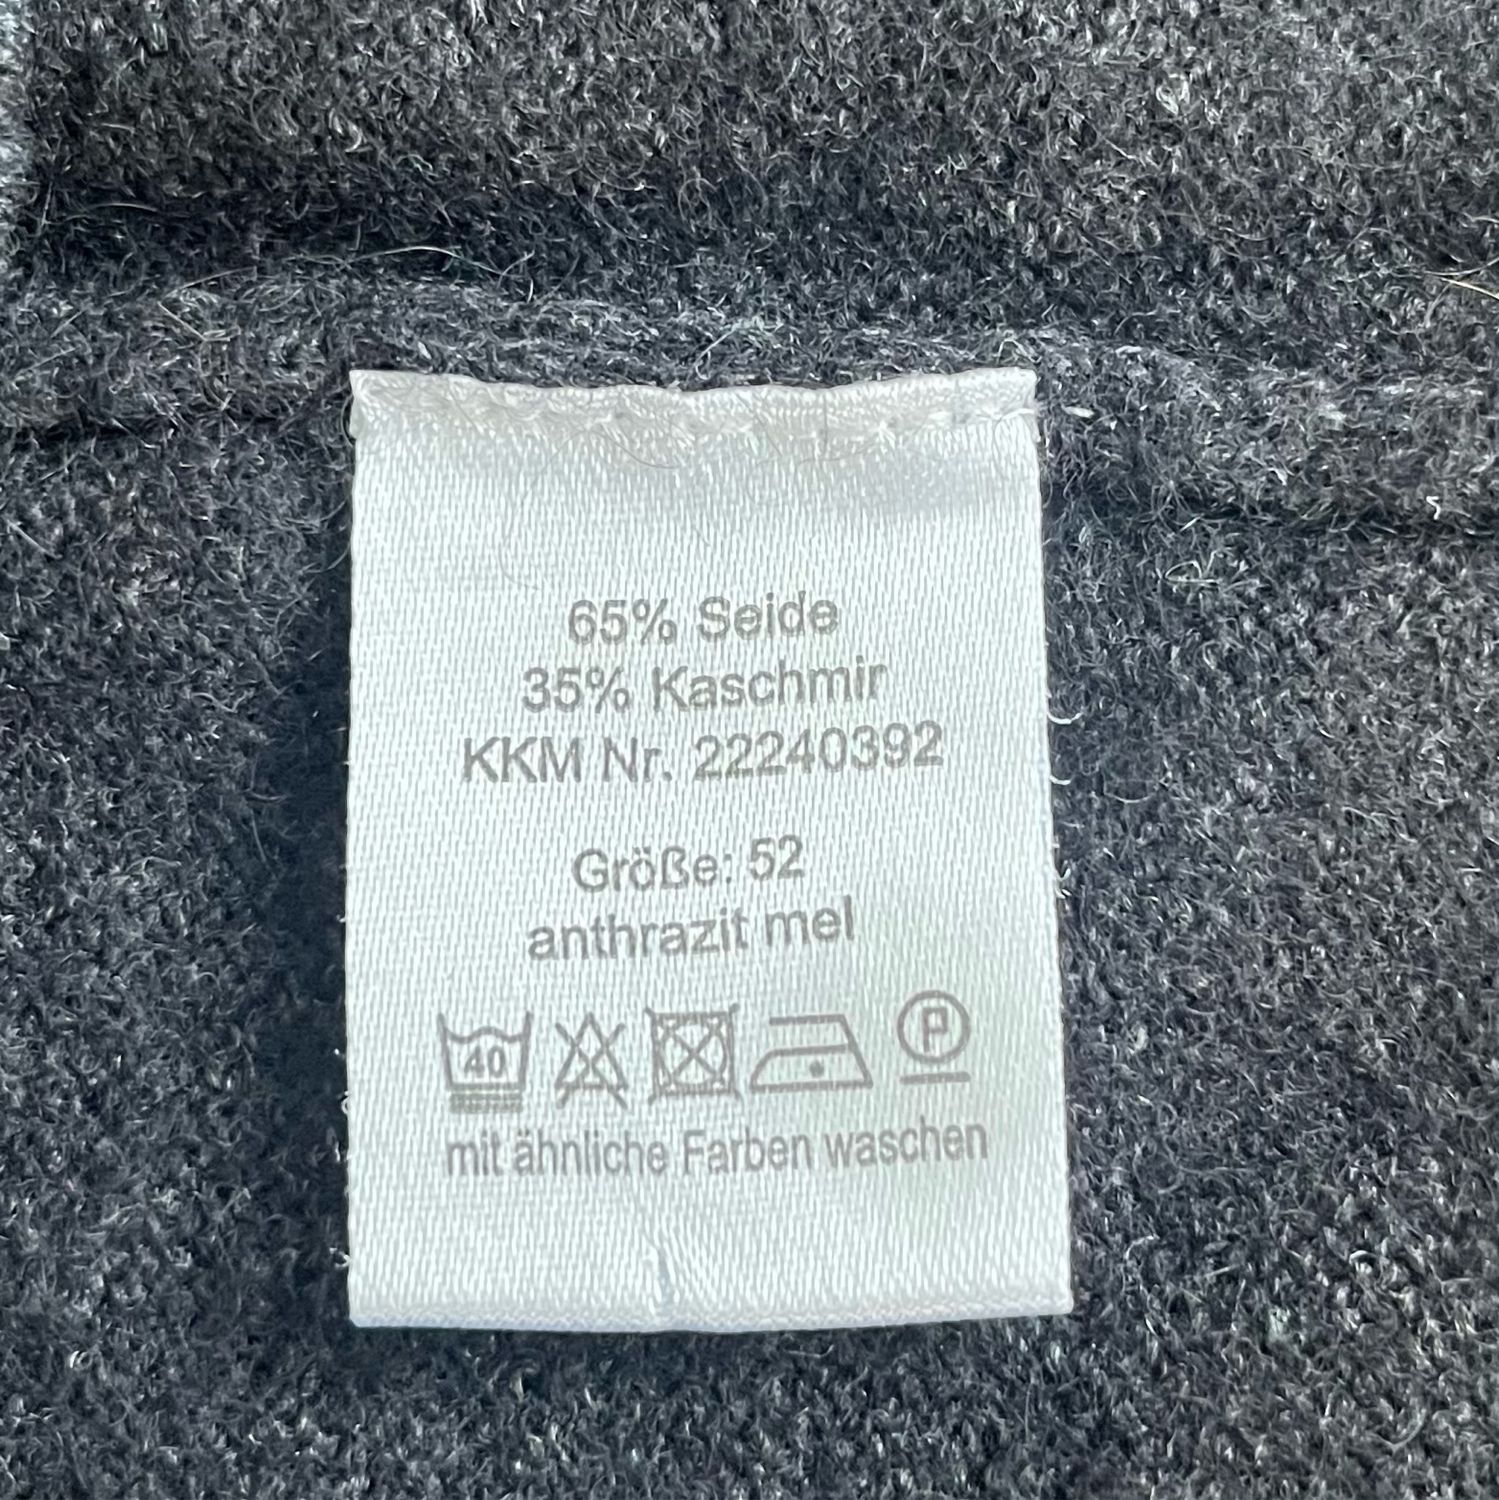 65% Seide
35% Kaschmir
KKM Nr. 22240392
Größe: 52
anthrazit mel
40 P
mit ähnliche Farben waschen